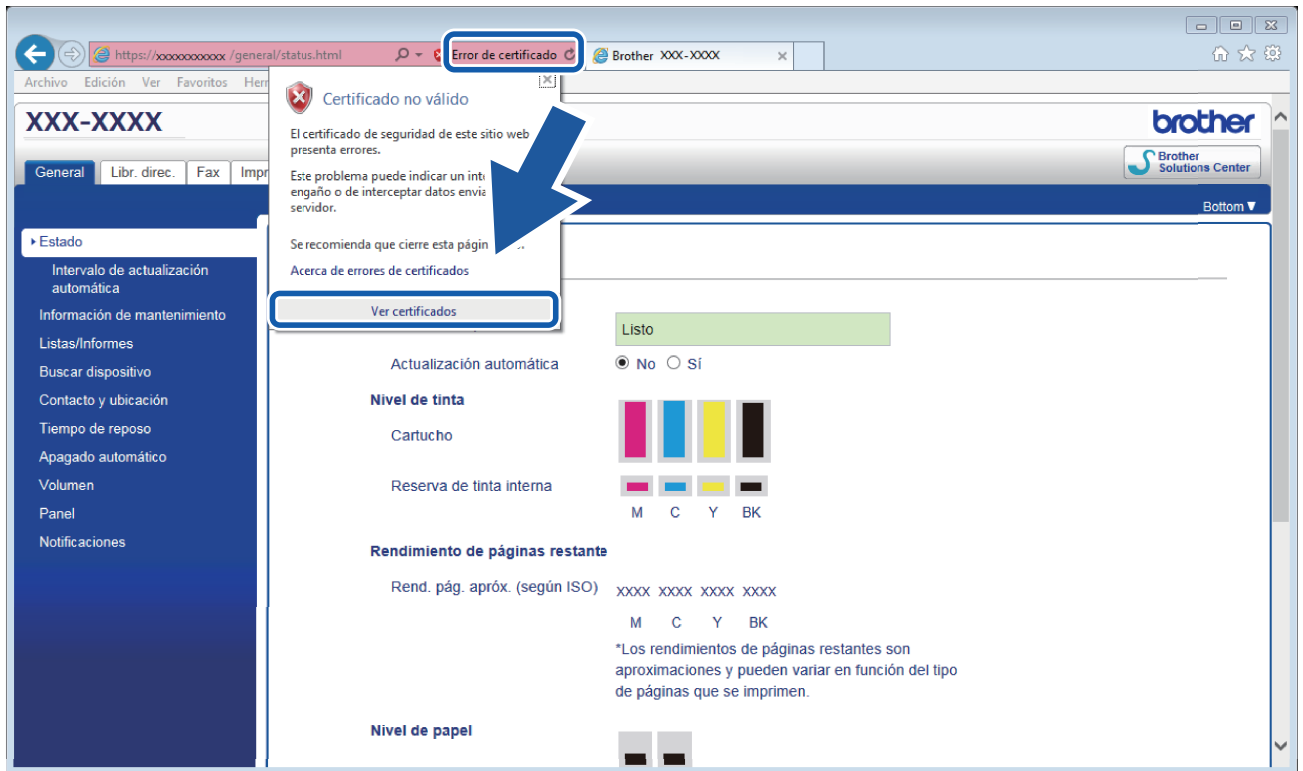 https://xxxxxxxxxxx /general/status.html
Error de certificado
Brother XXX-XXXX
Archivo Edición Ver Favoritos
XXX-XXXX
brother
General
Libr. direc.
Fax
Brother
Solutions Center
Bottom
Certificado no válido
El certificado de seguridad de este sitio web
presenta errores.
Este problema puede indicar un
engaño o de interceptar datos
servidor.
Se recomienda que cierre esta
Acerca de errores de certificados
Ver certificados
Estado
Intervalo de actualización
automática
Información de mantenimiento
Listas/Informes
Buscar dispositivo
Contacto y ubicación
Tiempo de reposo
Apagado automático
Volumen
Panel
Notificaciones
Listo
Actualización automática No Sí
Nivel de tinta
Cartucho
Reserva de tinta interna
M C Y BK
Rendimiento de páginas restante
Rend. pág. apróx. (según ISO) XXXX XXXX XXXX XXXX
M C Y BK
*Los rendimientos de páginas restantes son
aproximaciones y pueden variar en función del tipo
de páginas que se imprimen.
Nivel de papel